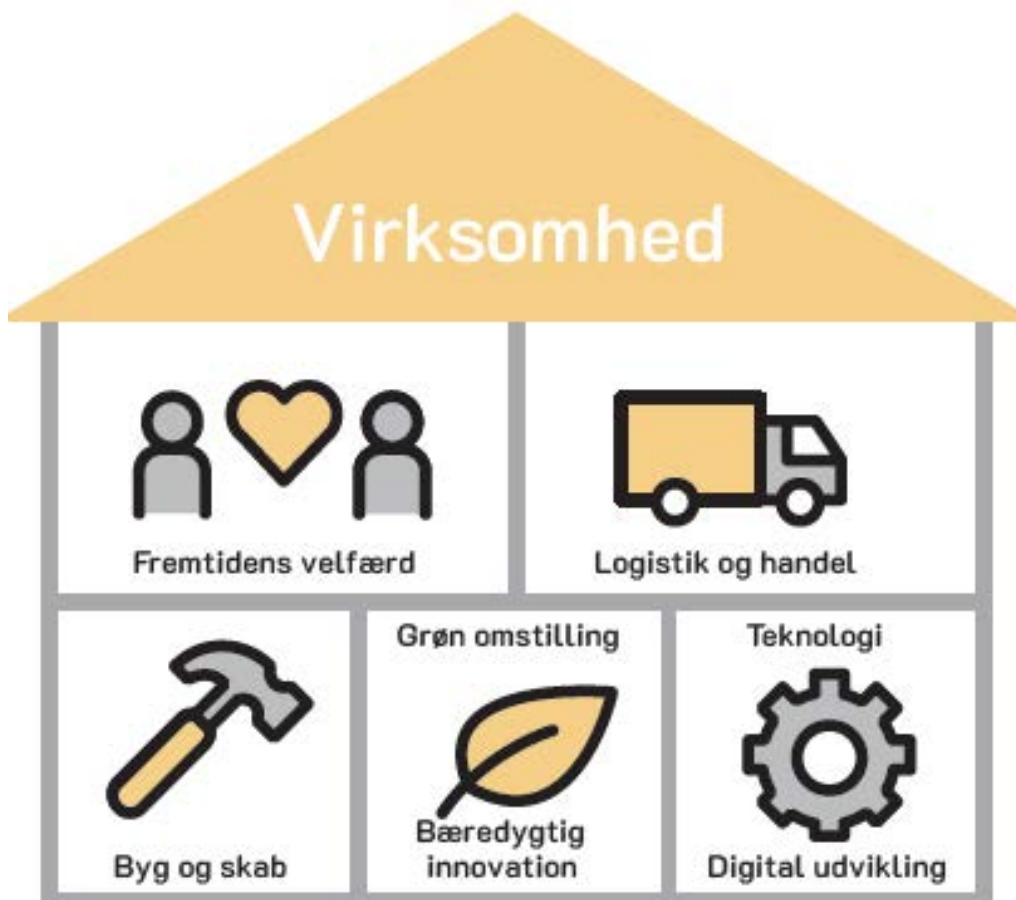 Virksomhed
Fremtidens velfærd
Logistik og handel
Byg og skab
Grøn omstilling
Bæredygtig
innovation
Teknologi
Digital udvikling